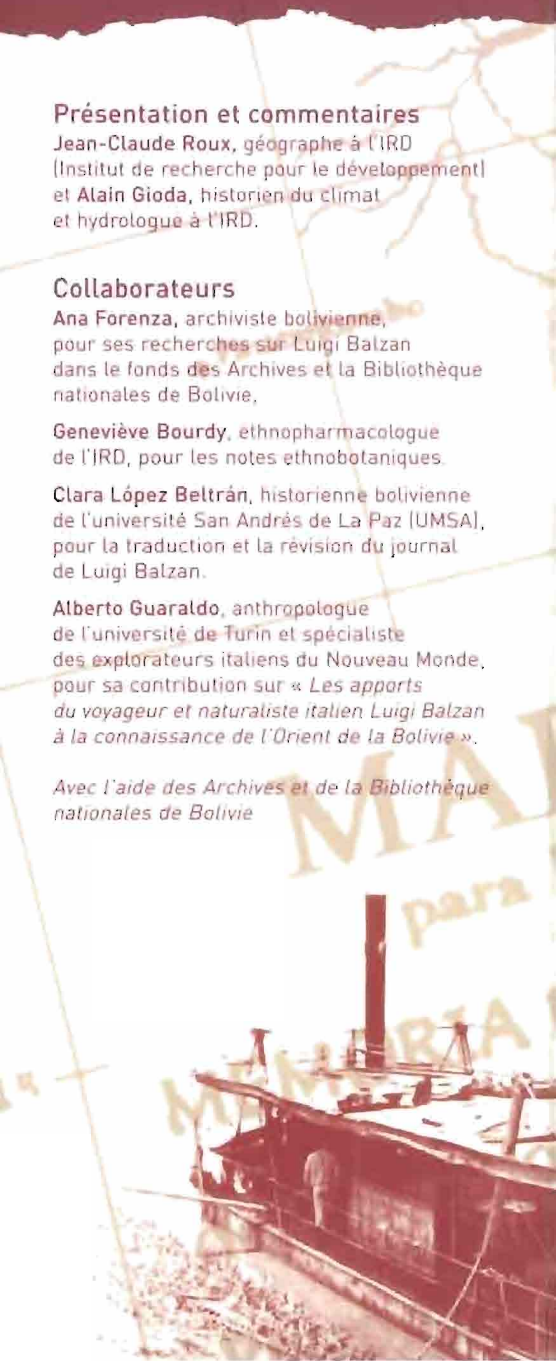 Présentation et commentaires
Jean-Claude Roux, géographe à l'IRD
(Institut de recherche pour le développement)
et Alain Gioda, historien du climat
et hydrologue à l'IRD.
Collaborateurs
Ana Forenza, archiviste bolivienne,
pour ses recherches sur Luigi Balzan
dans le fonds des Archives et la Bibliothèque
nationales de Bolivie.
Geneviève Bourdy, ethnopharmacologue
de l'IRD, pour les notes ethnobotaniques.
Clara López Beltrán, historienne bolivienne
de l'université San Andrés de La Paz (UMSA),
pour la traduction et la révision du journal
de Luigi Balzan.
Alberto Guaraldo, anthropologue
de l'université de Turin et spécialiste
des explorateurs italiens du Nouveau Monde,
pour sa contribution sur « Les apports
du voyageur et naturaliste italien Luigi Balzan
à la connaissance de l'Orient de la Bolivie ».
Avec l'aide des Archives et de la Bibliothèque
nationales de Bolivie
MA
para
MEMORIA